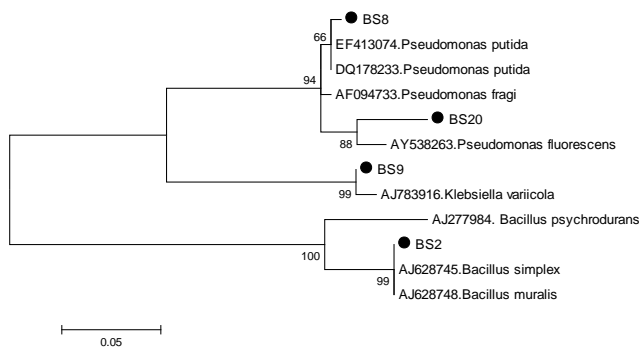 BS8
66
EF413074.Pseudomonas putida
DQ178233.Pseudomonas putida
94
AF094733.Pseudomonas fragi
BS20
88
AY538263.Pseudomonas fluorescens
BS9
99
AJ783916.Klebsiella variicola
AJ277984. Bacillus psychrodurans
BS2
100
AJ628745.Bacillus simplex
99
AJ628748.Bacillus muralis
0.05